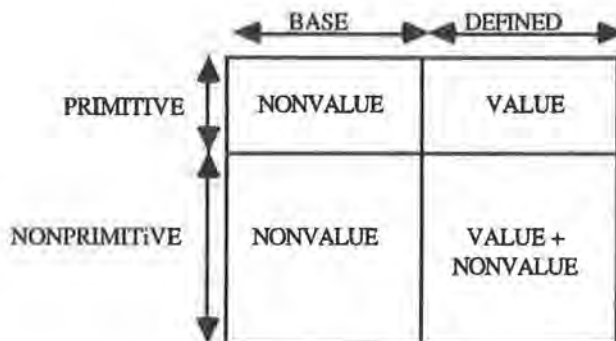 BASE DEFINED
PRIMITIVE NONVALUE VALUE
NONPRIMITiVE NONVALUE VALUE +
NONVALUE